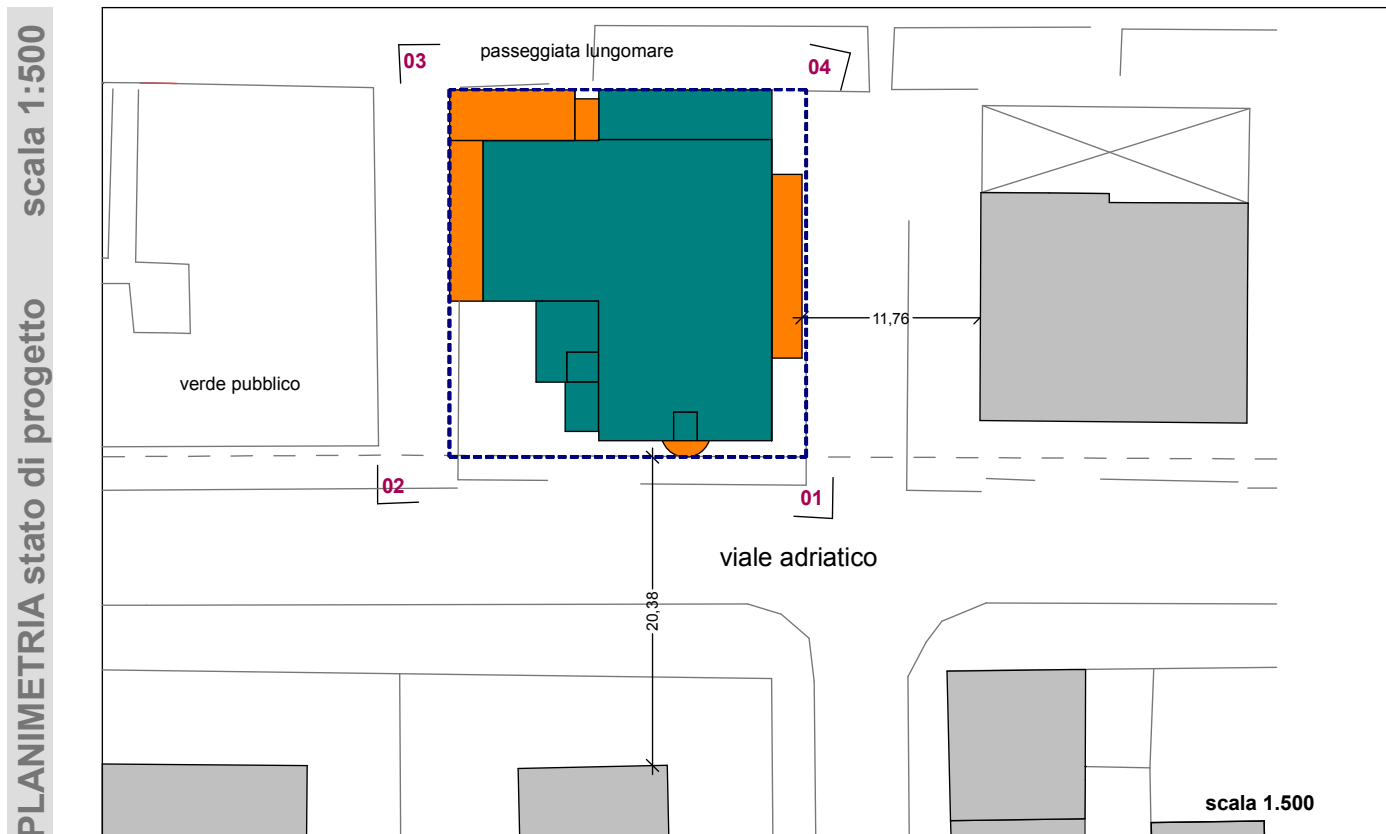 PLANIMETRIA stato di progetto scala 1:500
03
passeggiata lungomare
04
11,76
verde pubblico
02
01
viale adriatico
20,38
scala 1.500